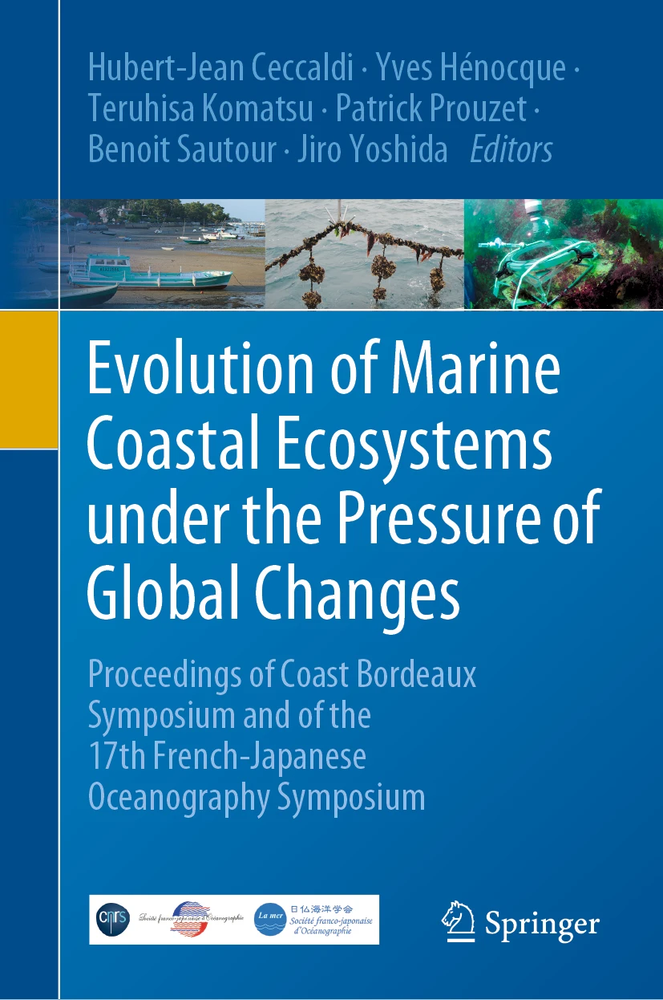 Hubert-Jean Ceccaldi · Yves Hénocque ·
Teruhisa Komatsu · Patrick Prouzet ·
Benoit Sautour · Jiro Yoshida Editors
Evolution of Marine
Coastal Ecosystems
under the Pressure of
Global Changes
Proceedings of Coast Bordeaux
Symposium and of the
17th French-Japanese
Oceanography Symposium
cnrs
Société franco-japonaise d'Océanographie
La mer
日仏海洋学会
Société franco-japonaise
d'Océanographie
Springer